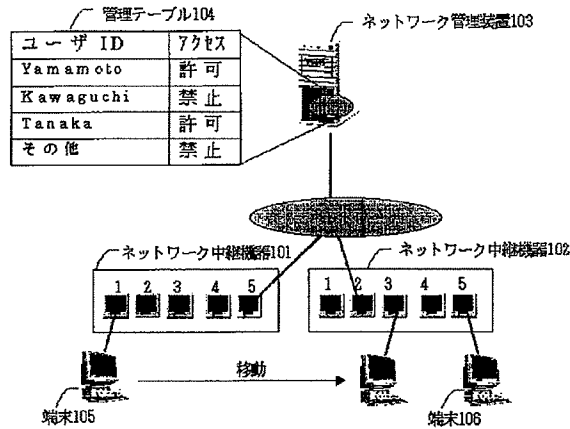 管理テーブル104
ネットワーク管理装置103
ユーザ ID アクセス
Yamamoto 許可
Kawaguchi 禁止
Tanaka 許可
その他 禁止
ネットワーク中継機器101
ネットワーク中継機器102
1 2 3 4 5
1 2 3 4 5
移動
端末105
端末106